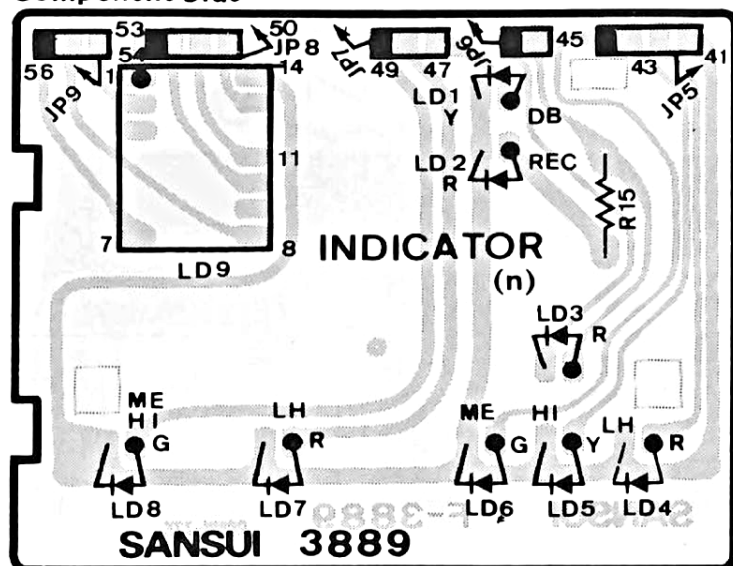 53
50
JP8
JP7
JP6
45
41
56
54
1
14
49
47
43
JP9
JP5
LD1
Y
DB
LD2
R
REC
11
R15
7
8
LD9
INDICATOR
(n)
LD3
R
ME
HI
G
LH
R
ME
G
HI
Y
LH
R
LD8
LD7
LD6
LD5
LD4
F-3889
SANSUI
SANSUI 3889